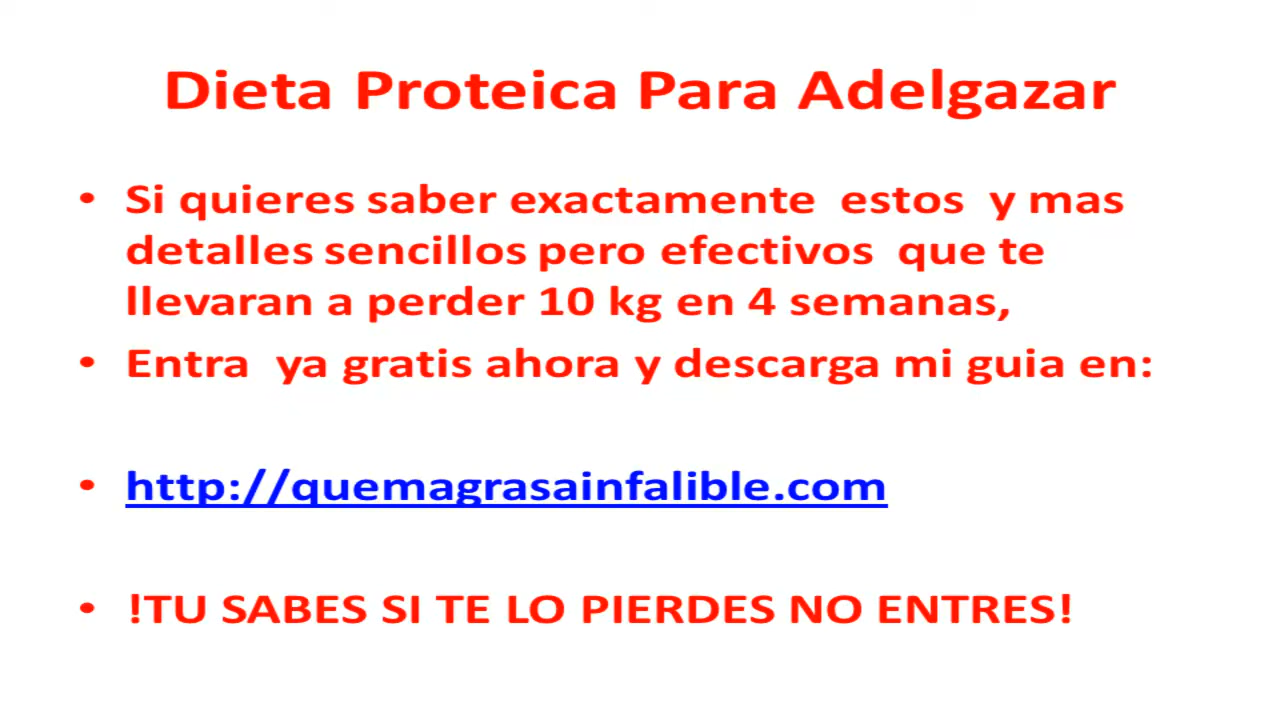 Dieta Proteica Para Adelgazar
• Si quieres saber exactamente estos y mas
detalles sencillos pero efectivos que te
llevaran a perder 10 kg en 4 semanas,
• Entra ya gratis ahora y descarga mi guia en:
• http://quemagrasainfalible.com
• !TU SABES SI TE LO PIERDES NO ENTRES!